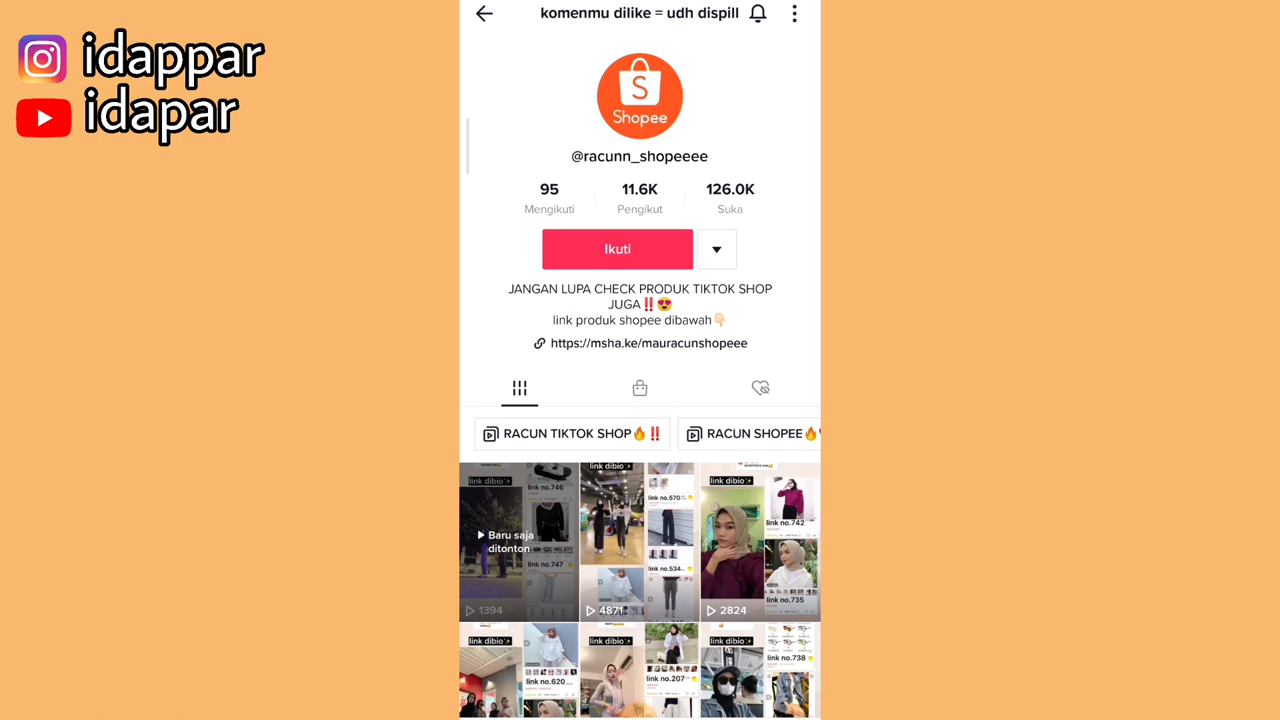 idappar
idapar
komenmu dilike = udh dispill
S
Shopee
@racunn_shopeeee
95 11.6K 126.0K
Mengikuti Pengikut Suka
Ikuti
JANGAN LUPA CHECK PRODUK TIKTOK SHOP
JUGA‼️😍
link produk shopee dibawah👇🏻
https://msha.ke/mauracunshopeee
RACUN TIKTOK SHOP🔥‼️ RACUN SHOPEE🔥
link dibio✨
link no.746
Baru saja
ditonton
link no.747
1394
link dibio✨
link no.570
link no.534
4871
link dibio✨
link no.742
link no.735
2824
link dibio✨
link no.620
link dibio✨
link no.207
link dibio✨
link no.738